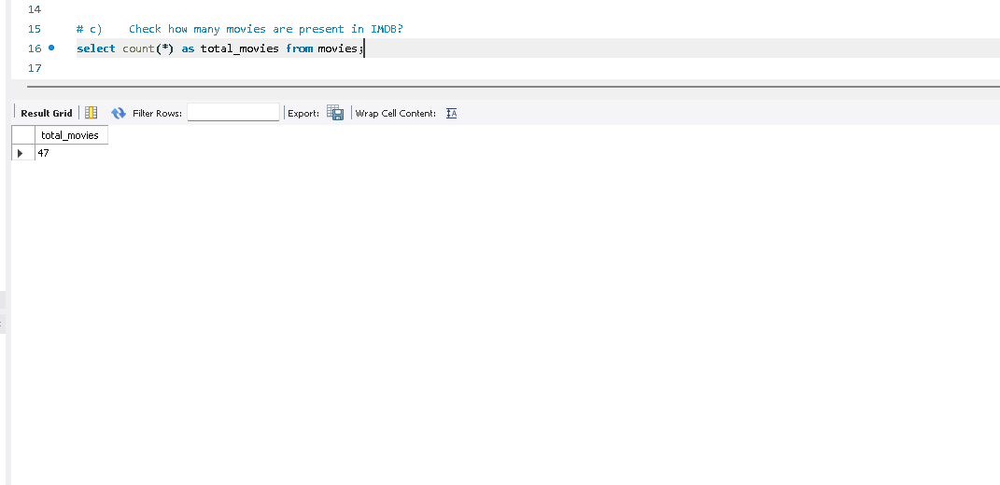 14
15 # c) Check how many movies are present in IMDB?
16 select count(*) as total_movies from movies;
17
Result Grid Filter Rows: Export: Wrap Cell Content: IA
total_movies
47